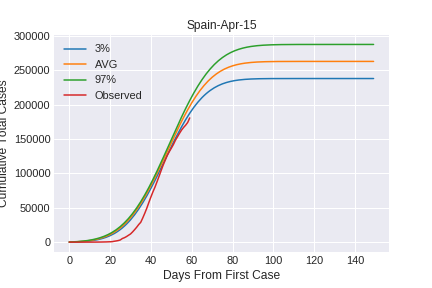 Spain-Apr-15
3%
AVG
97%
Observed
300000
250000
200000
150000
100000
50000
0
Cumulative Total Cases
0 20 40 60 80 100 120 140
Days From First Case